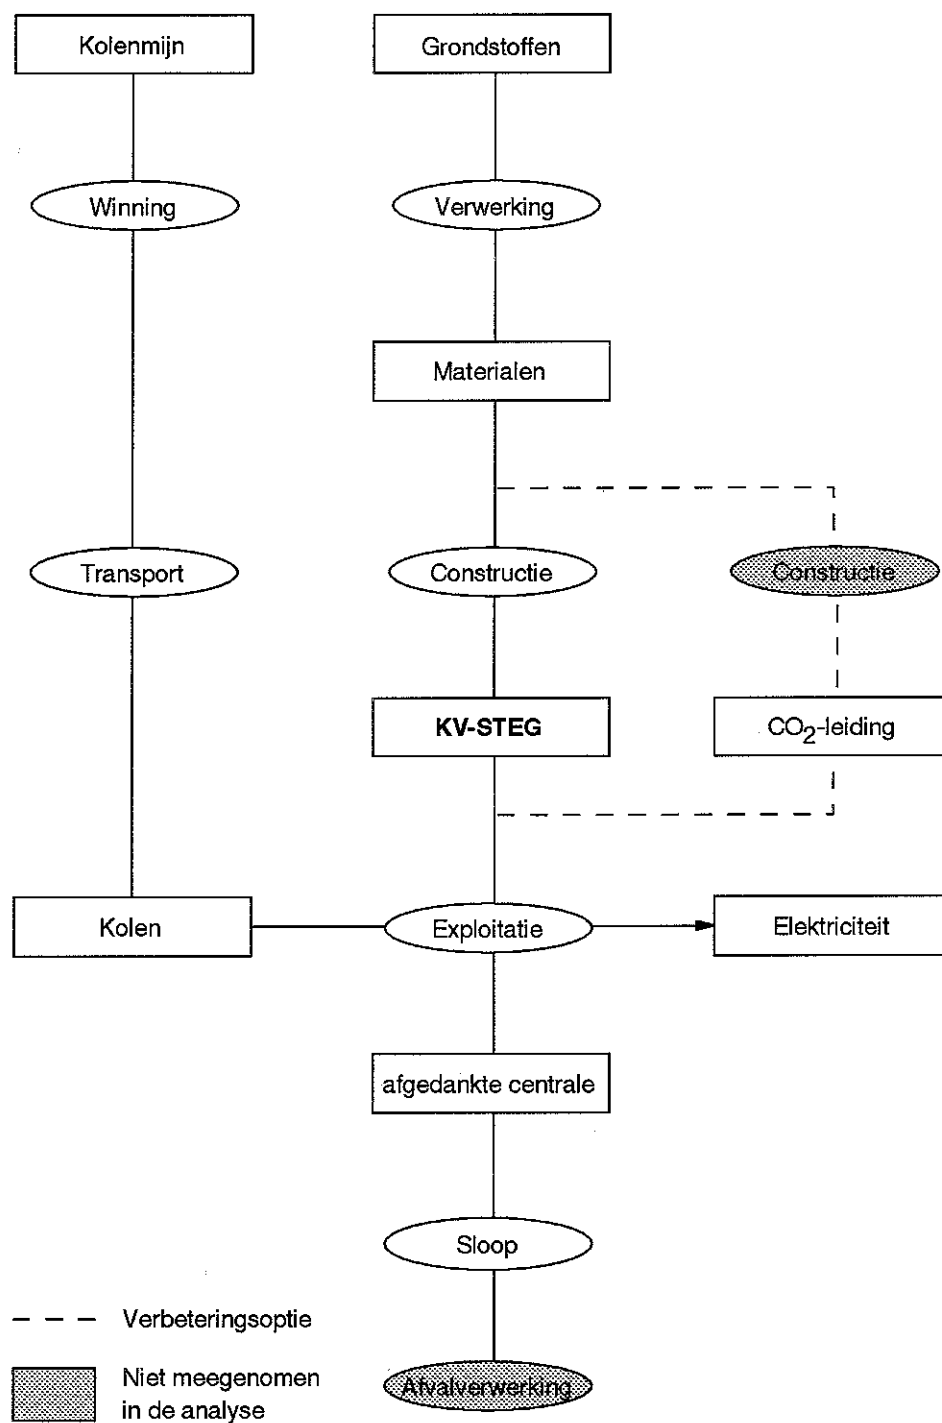 Kolenmijn
Grondstoffen
Winning
Verwerking
Materialen
Transport
Constructie
Constructie
KV-STEG
CO₂-leiding
Kolen
Exploitatie
Elektriciteit
afgedankte centrale
Sloop
Verbeteringsoptie
Afvalverwerking
Niet meegenomen
in de analyse